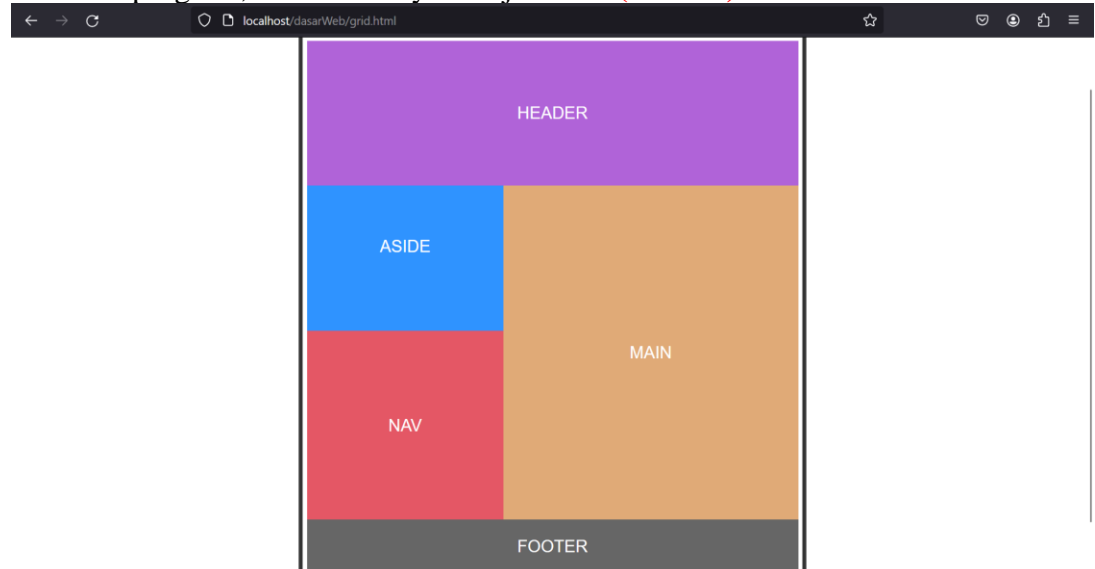 localhost/dasarWeb/grid.html
HEADER
ASIDE
MAIN
NAV
FOOTER